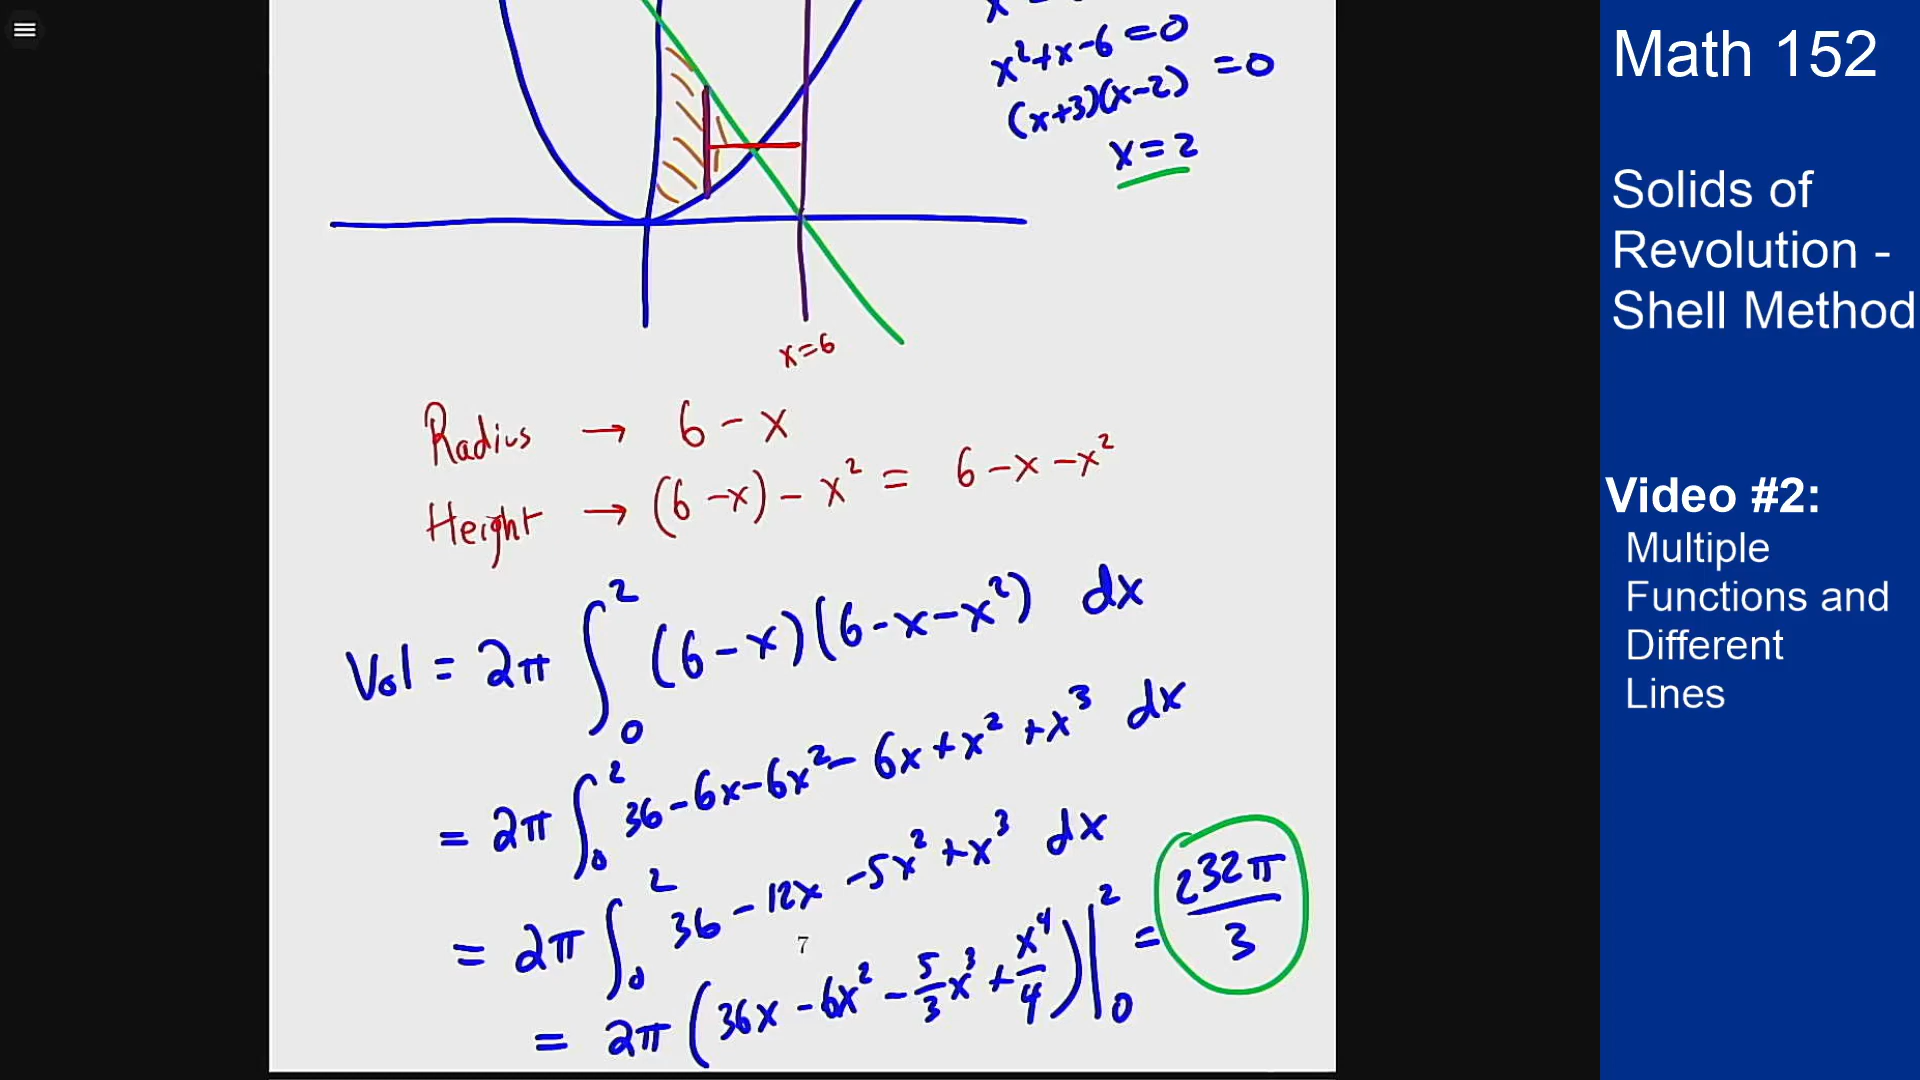 x²+x-6=0
(x+3)(x-2) =0
x=2
x=6
Radius → 6-x
Height → (6-x)-x² = 6-x-x²
Vol = 2π ∫₀² (6-x)(6-x-x²) dx
= 2π ∫₀² 36-6x-6x²-6x+x²+x³ dx
= 2π ∫₀² 36-12x-5x²+x³ dx
7
= 2π (36x-6x²-5/3x³+x⁴/4)|₀² = 232π/3
Math 152
Solids of
Revolution -
Shell Method
Video #2:
Multiple
Functions and
Different
Lines